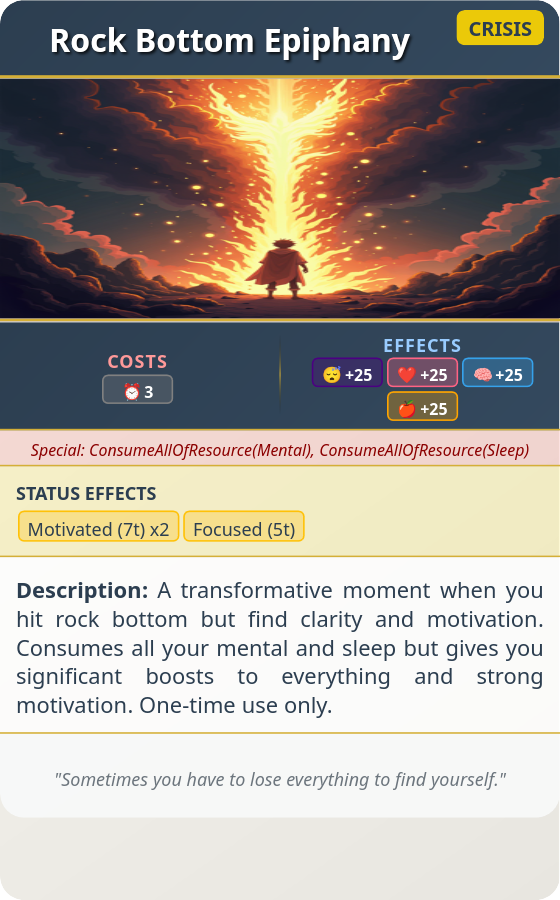 Rock Bottom Epiphany
CRISIS
COSTS
⏰ 3
EFFECTS
😴 +25 ❤️ +25 🧠 +25
🍎 +25
Special: ConsumeAllOfResource(Mental), ConsumeAllOfResource(Sleep)
STATUS EFFECTS
Motivated (7t) x2 Focused (5t)
Description: A transformative moment when you
hit rock bottom but find clarity and motivation.
Consumes all your mental and sleep but gives you
significant boosts to everything and strong
motivation. One-time use only.
"Sometimes you have to lose everything to find yourself."